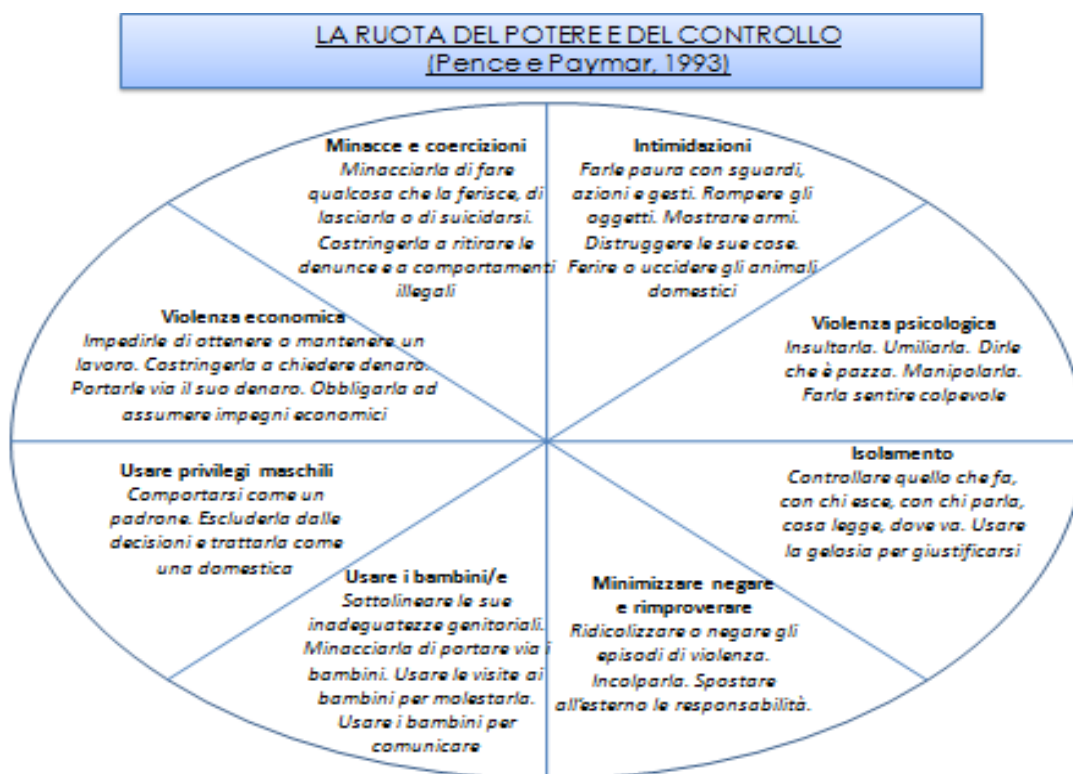 LA RUOTA DEL POTERE E DEL CONTROLLO
(Pence e Paymar, 1993)
Minacce e coercizioni
Minacciarla di fare
qualcosa che la ferisce, di
lasciarla o di suicidarsi.
Costringerla a ritirare le
denunce e a comportamenti
illegali
Intimidazioni
Farle paura con sguardi,
azioni e gesti. Rompere gli
oggetti. Mostrare armi.
Distruggere le sue cose.
Ferire o uccidere gli animali
domestici
Violenza economica
Impedirle di ottenere o mantenere un
lavoro. Costringerla a chiedere denaro.
Portarle via il suo denaro. Obbligarla ad
assumere impegni economici
Violenza psicologica
Insultarla. Umiliarla. Dirle
che è pazza. Manipolarla.
Farla sentire colpevole
Usare privilegi maschili
Comportarsi come un
padrone. Escluderla dalle
decisioni e trattarla come
una domestica
Isolamento
Controllare quello che fa,
con chi esce, con chi parla,
cosa legge, dove va. Usare
la gelosia per giustificarsi
Usare i bambini/e
Sottolineare le sue
inadeguatezze genitoriali.
Minacciarla di portare via i
bambini. Usare le visite ai
bambini per molestarla.
Usare i bambini per
comunicare
Minimizzare negare
e rimproverare
Ridicolizzare o negare gli
episodi di violenza.
Incolparla. Spostare
all'esterno le responsabilità.